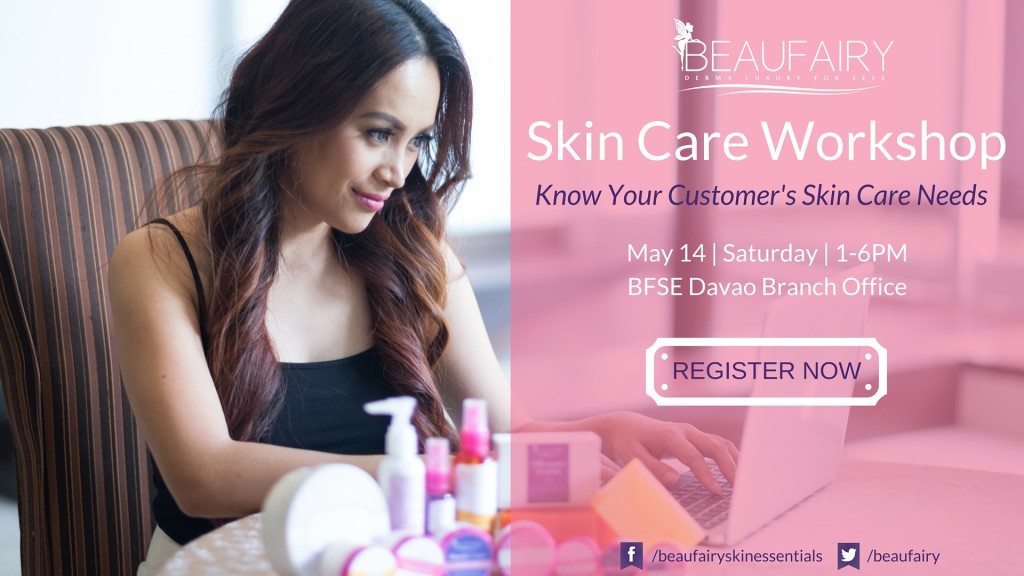 BEAUFAIRY
DERMA LUXURY FOR LESS
Skin Care Workshop
Know Your Customer's Skin Care Needs
May 14 | Saturday | 1-6PM
BFSE Davao Branch Office
REGISTER NOW
/beaufairyskinessentials
/beaufairy